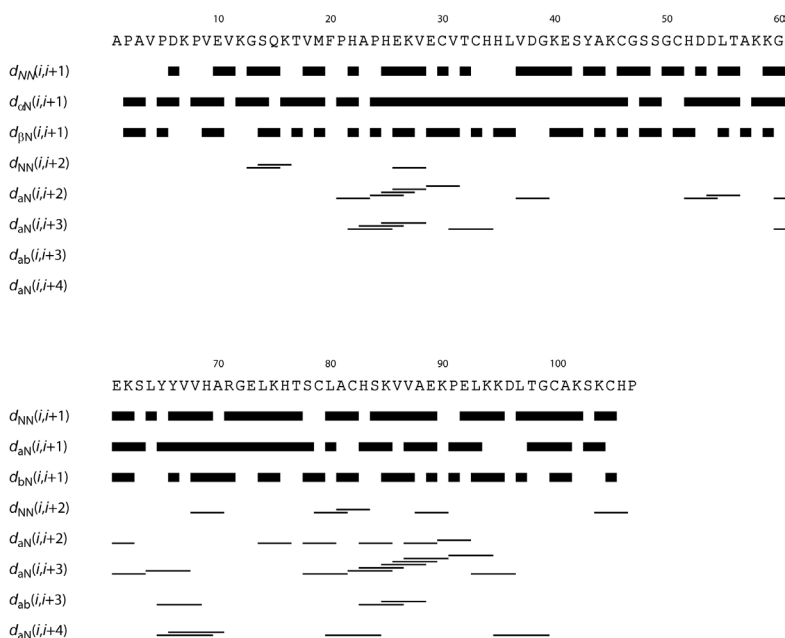 10 20 30 40 50 60
APAVPDKPVEVKGSQKTVMFPHAPHEKVECVTCHHLVDGKESYAKCGSSGCHDDLTAKKG
dNN(i,i+1)
dαN(i,i+1)
dβN(i,i+1)
dNN(i,i+2)
daN(i,i+2)
daN(i,i+3)
dab(i,i+3)
daN(i,i+4)
70 80 90 100
EKSLYYVVHARGELKHTSCLACHSKVVAEKPELKKDLTGCAKSKCHP
dNN(i,i+1)
daN(i,i+1)
dbN(i,i+1)
dNN(i,i+2)
daN(i,i+2)
daN(i,i+3)
dab(i,i+3)
daN(i,i+4)